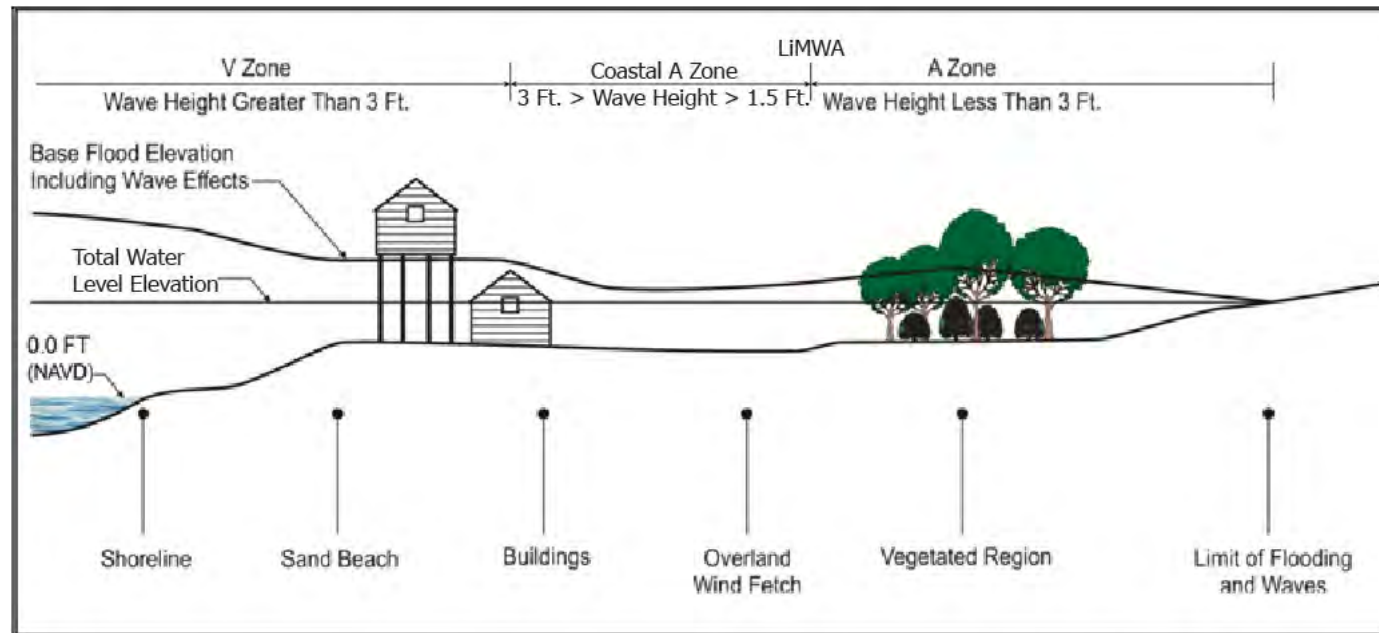 LiMWA
V Zone
Wave Height Greater Than 3 Ft.
Coastal A Zone
3 Ft. > Wave Height > 1.5 Ft.
A Zone
Wave Height Less Than 3 Ft.
Base Flood Elevation
Including Wave Effects
Total Water
Level Elevation
0.0 FT
(NAVD)
Shoreline
Sand Beach
Buildings
Overland
Wind Fetch
Vegetated Region
Limit of Flooding
and Waves